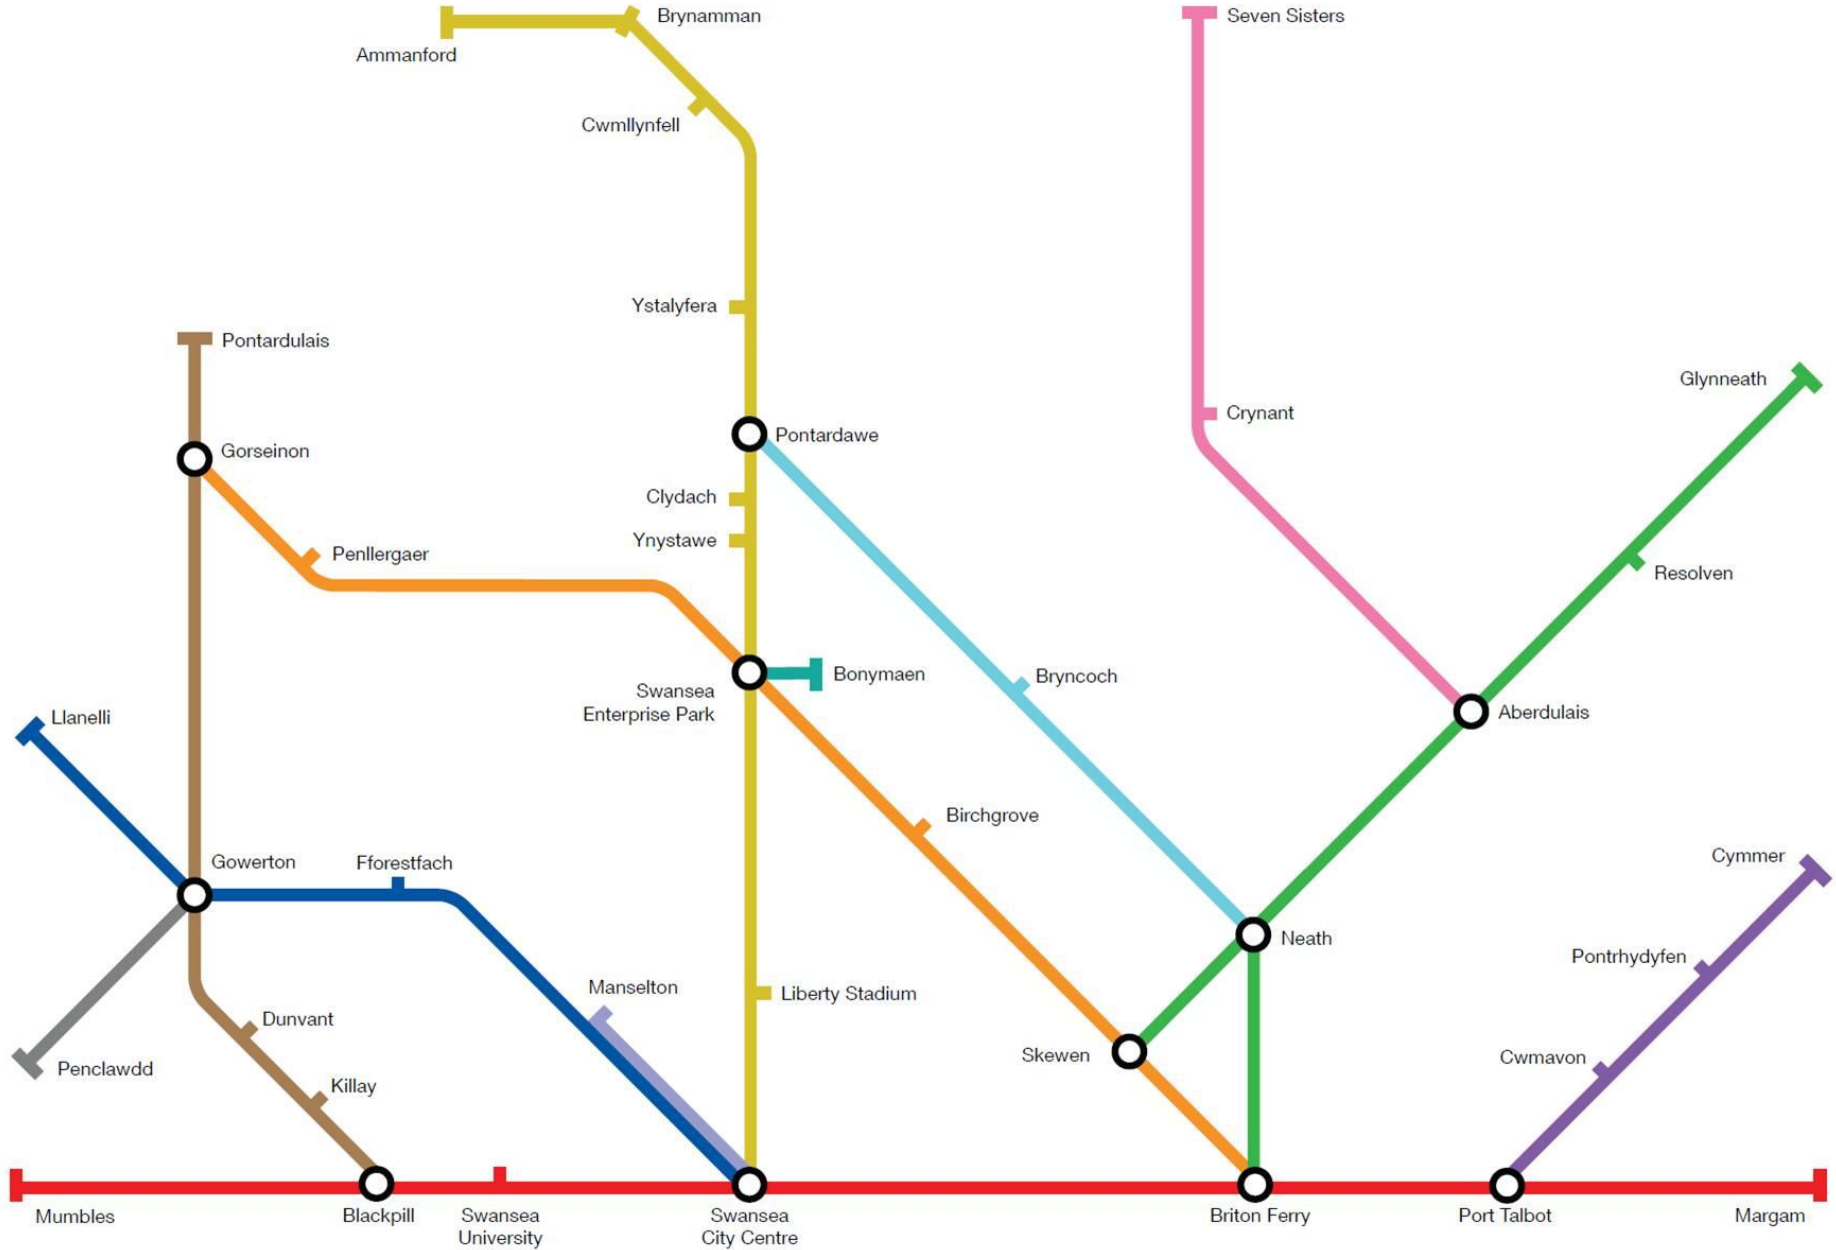 Brynamman
Seven Sisters
Ammanford
Cwmllynfell
Ystalyfera
Pontardulais
Glynneath
Crynant
Pontardawe
Gorseinon
Clydach
Ynystawe
Penllergaer
Resolven
Bonymaen
Bryncoch
Swansea
Enterprise Park
Aberdulais
Llanelli
Birchgrove
Cymmer
Gowerton
Fforestfach
Neath
Pontrhydyfen
Manselton
Liberty Stadium
Dunvant
Skewen
Cwmavon
Penclawdd
Killay
Mumbles
Blackpill
Swansea
University
Swansea
City Centre
Briton Ferry
Port Talbot
Margam